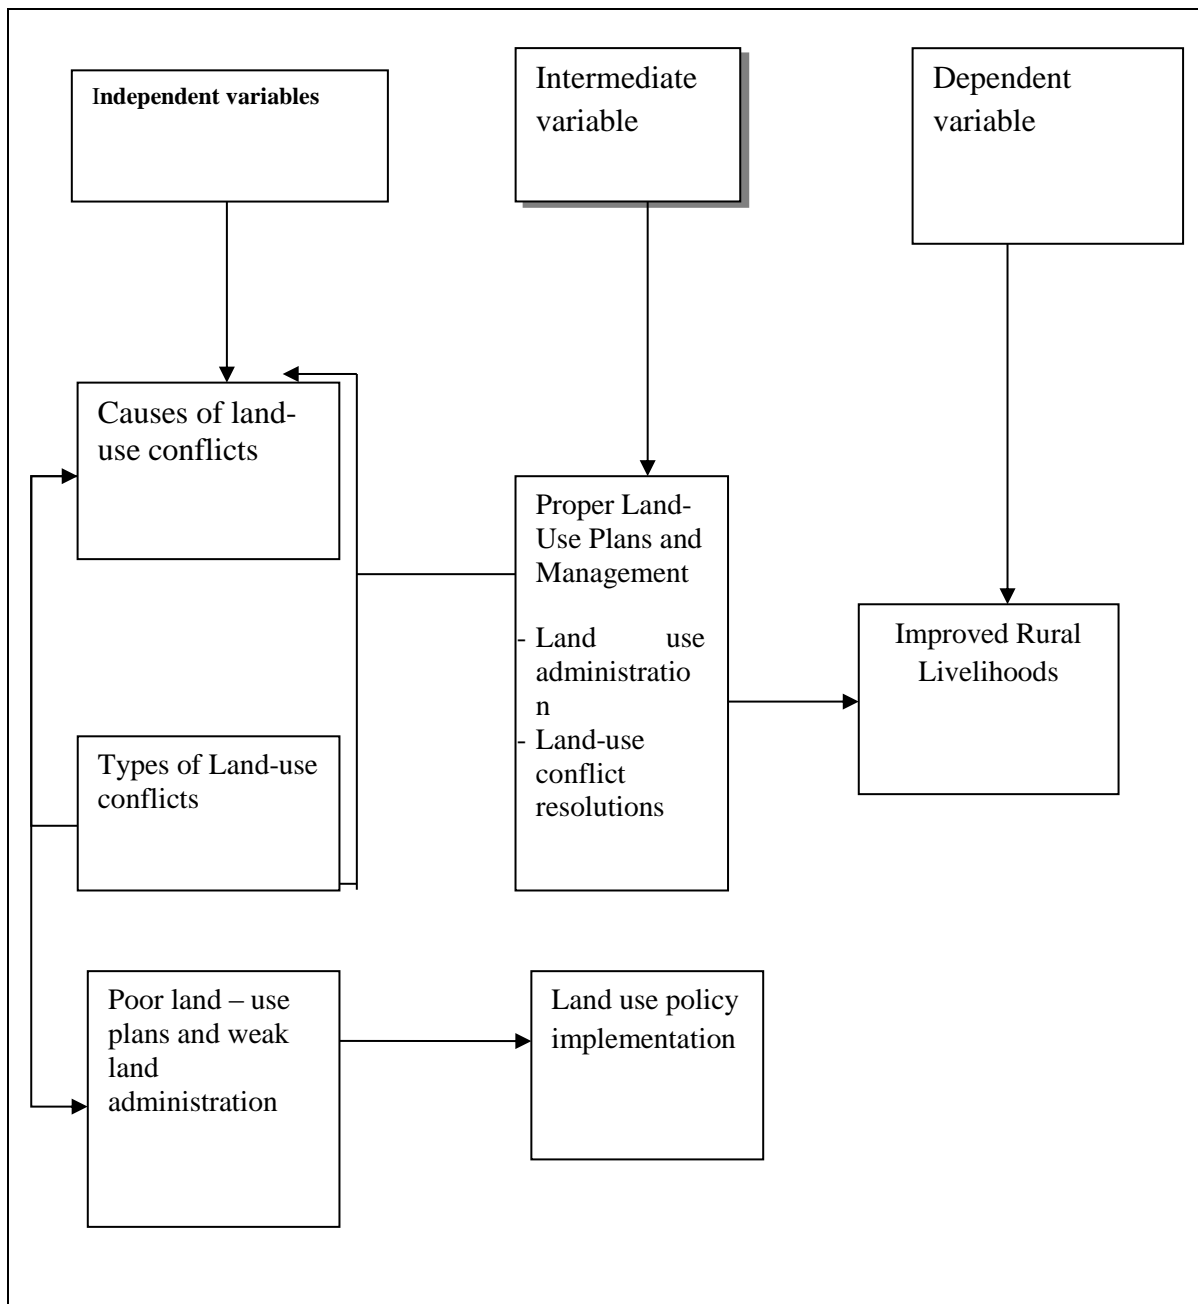 Independent variables
Intermediate
variable
Dependent
variable
Causes of land-
use conflicts
Proper Land-
Use Plans and
Management
- Land use
administratio
n
- Land-use
conflict
resolutions
Improved Rural
Livelihoods
Types of Land-use
conflicts
Poor land – use
plans and weak
land
administration
Land use policy
implementation